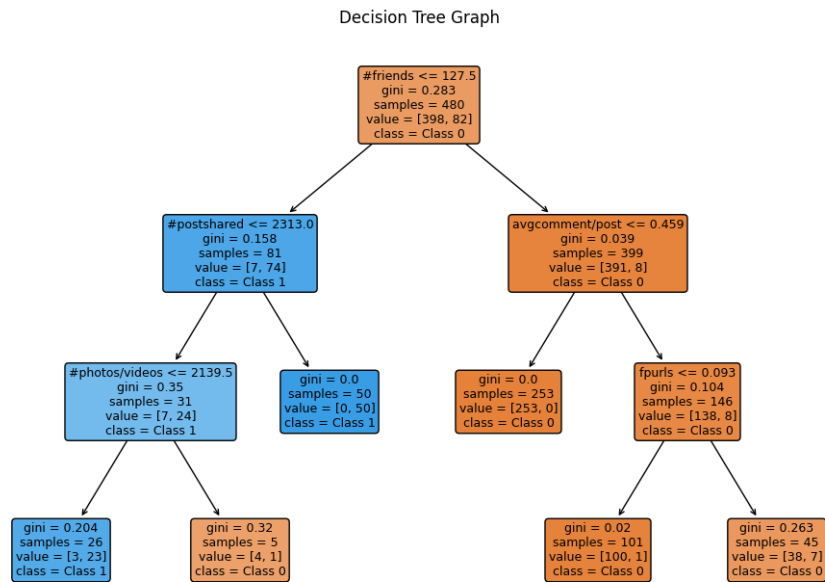 Decision Tree Graph
#friends <= 127.5
gini = 0.283
samples = 480
value = [398, 82]
class = Class 0
#postshared <= 2313.0
gini = 0.158
samples = 81
value = [7, 74]
class = Class 1
avgcomment/post <= 0.459
gini = 0.039
samples = 399
value = [391, 8]
class = Class 0
#photos/videos <= 2139.5
gini = 0.35
samples = 31
value = [7, 24]
class = Class 1
gini = 0.0
samples = 50
value = [0, 50]
class = Class 1
gini = 0.0
samples = 253
value = [253, 0]
class = Class 0
fpurls <= 0.093
gini = 0.104
samples = 146
value = [138, 8]
class = Class 0
gini = 0.204
samples = 26
value = [3, 23]
class = Class 1
gini = 0.32
samples = 5
value = [4, 1]
class = Class 0
gini = 0.02
samples = 101
value = [100, 1]
class = Class 0
gini = 0.263
samples = 45
value = [38, 7]
class = Class 0